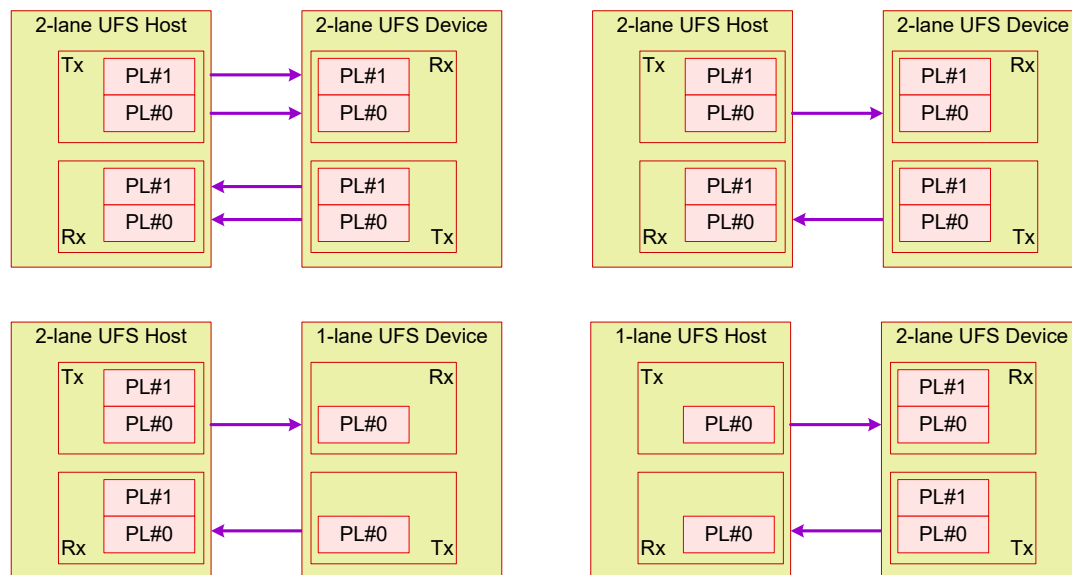 2-lane UFS Host
Tx
PL#1
PL#0
PL#1
PL#0
Rx
2-lane UFS Device
PL#1
Rx
PL#0
PL#1
PL#0
Tx
2-lane UFS Host
Tx
PL#1
PL#0
PL#1
PL#0
Rx
2-lane UFS Device
PL#1
Rx
PL#0
PL#1
PL#0
Tx
2-lane UFS Host
Tx
PL#1
PL#0
PL#1
PL#0
Rx
1-lane UFS Device
Rx
PL#0
PL#0
Tx
1-lane UFS Host
Tx
PL#0
PL#0
Rx
2-lane UFS Device
PL#1
Rx
PL#0
PL#1
PL#0
Tx